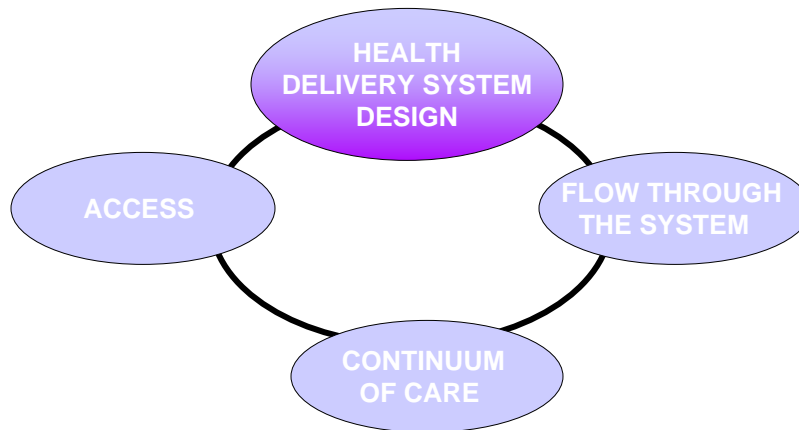 HEALTH
DELIVERY SYSTEM
DESIGN
ACCESS
FLOW THROUGH
THE SYSTEM
CONTINUUM
OF CARE